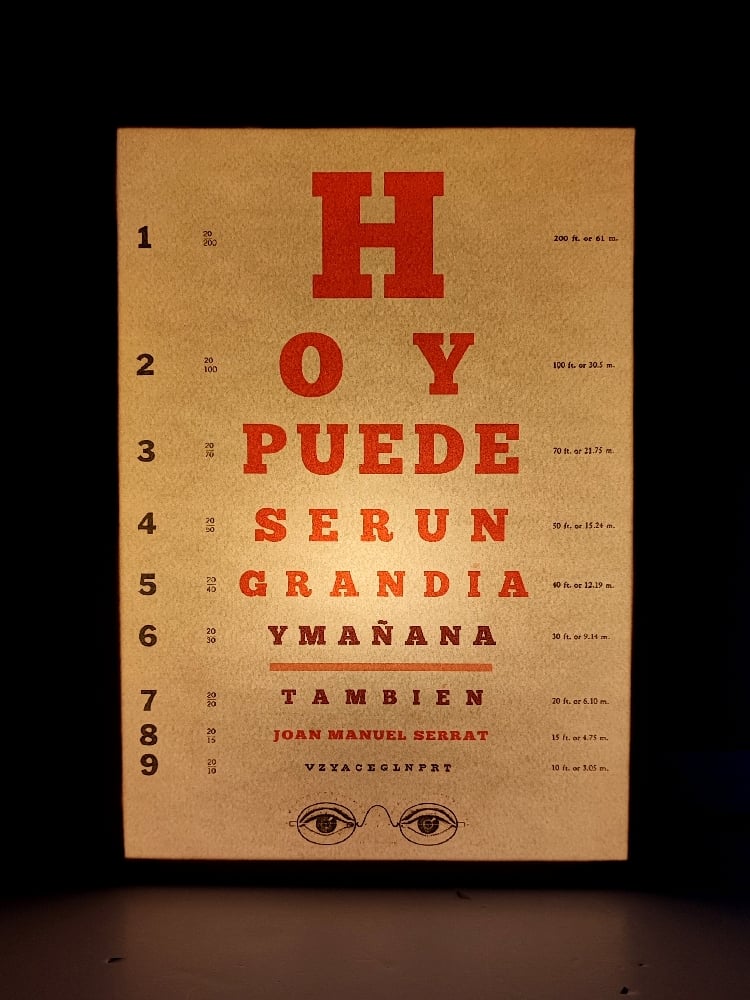 H
1 20/200 200 ft. or 61 m.
O Y
2 20/100 100 ft. or 30.5 m.
PUEDE
3 20/70 70 ft. or 21.75 m.
SERUN
4 20/50 50 ft. or 15.24 m.
GRANDIA
5 20/40 40 ft. or 12.19 m.
YMAÑANA
6 20/30 30 ft. or 9.14 m.
TAMBIEN
7 20/20 20 ft. or 6.10 m.
JOAN MANUEL SERRAT
8 20/15 15 ft. or 4.75 m.
VZYACEGLNPRT
9 20/10 10 ft. or 3.05 m.